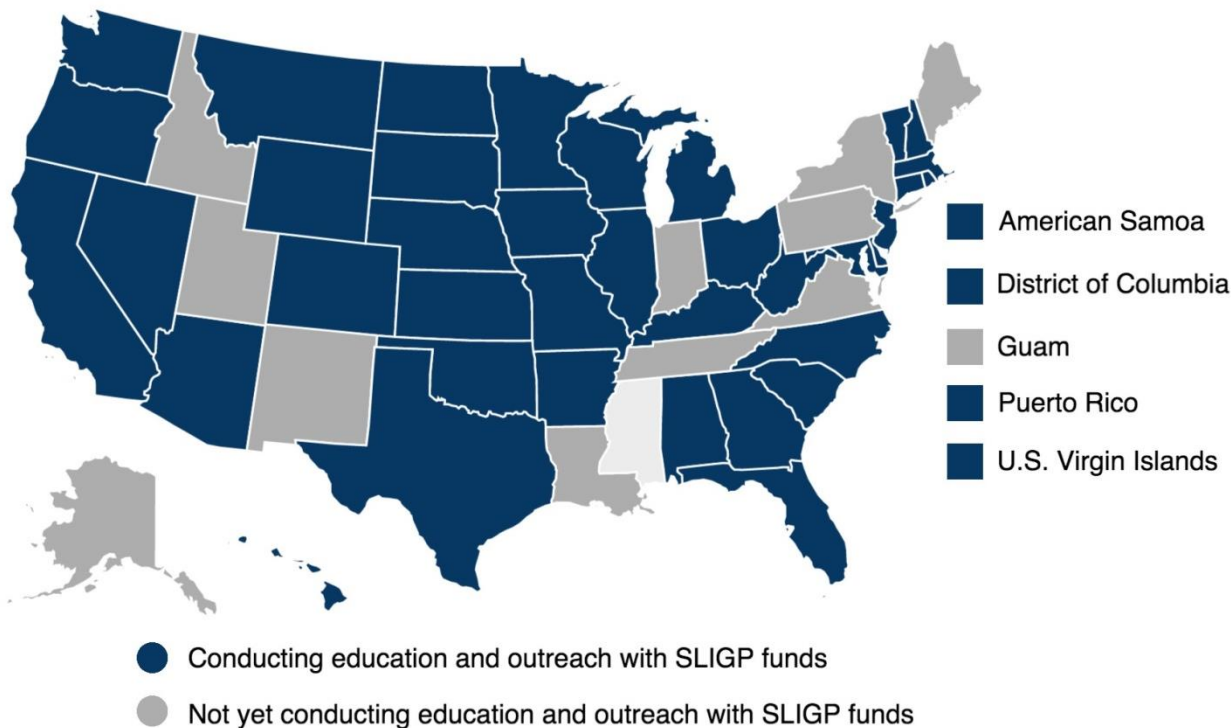 American Samoa
District of Columbia
Guam
Puerto Rico
U.S. Virgin Islands
Conducting education and outreach with SLIGP funds
Not yet conducting education and outreach with SLIGP funds